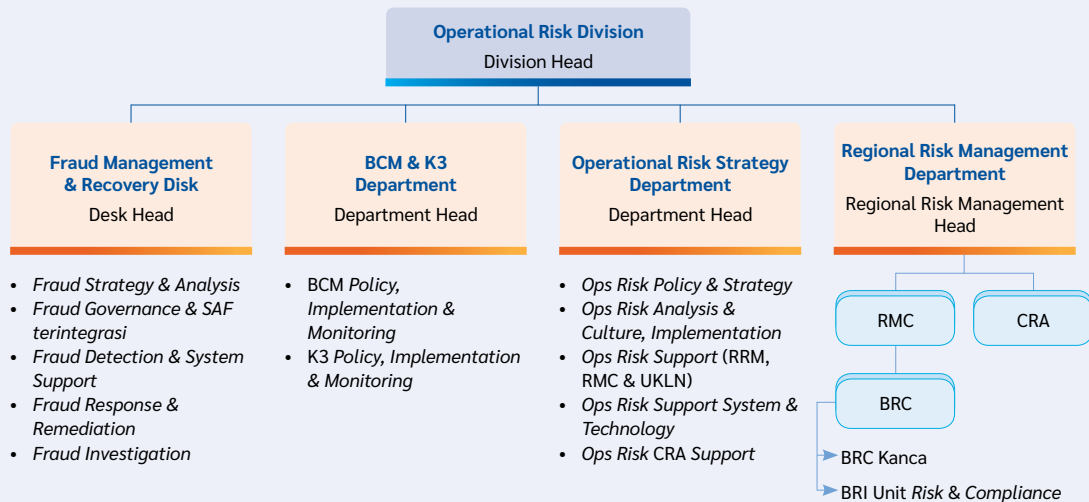 Operational Risk Division
Division Head
Fraud Management
& Recovery Disk
Desk Head
• Fraud Strategy & Analysis
• Fraud Governance & SAF
terintegrasi
• Fraud Detection & System
Support
• Fraud Response &
Remediation
• Fraud Investigation
BCM & K3
Department
Department Head
• BCM Policy,
Implementation &
Monitoring
• K3 Policy, Implementation
& Monitoring
Operational Risk Strategy
Department
Department Head
• Ops Risk Policy & Strategy
• Ops Risk Analysis &
Culture, Implementation
• Ops Risk Support (RRM,
RMC & UKLN)
• Ops Risk Support System &
Technology
• Ops Risk CRA Support
Regional Risk Management
Department
Regional Risk Management
Head
RMC
CRA
BRC
BRC Kanca
BRI Unit Risk & Compliance